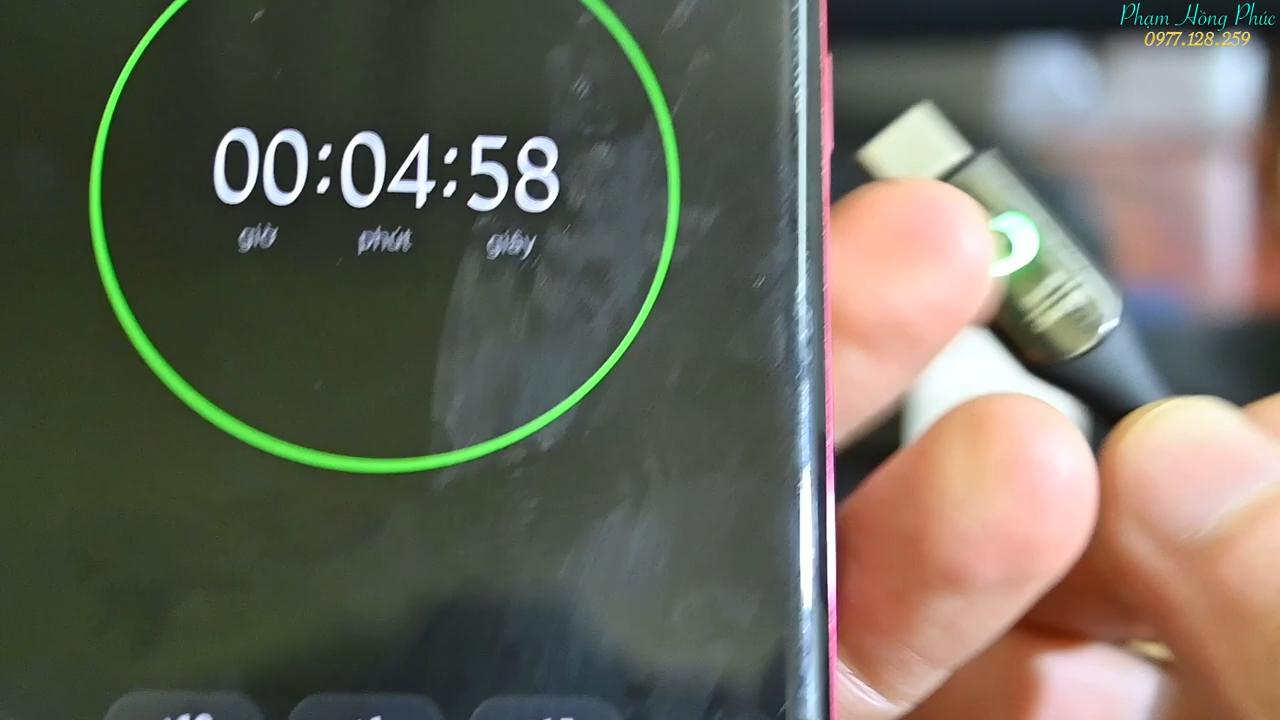 Phạm Hồng Phúc
0977.128.259
00:04:58
giờ phút giây